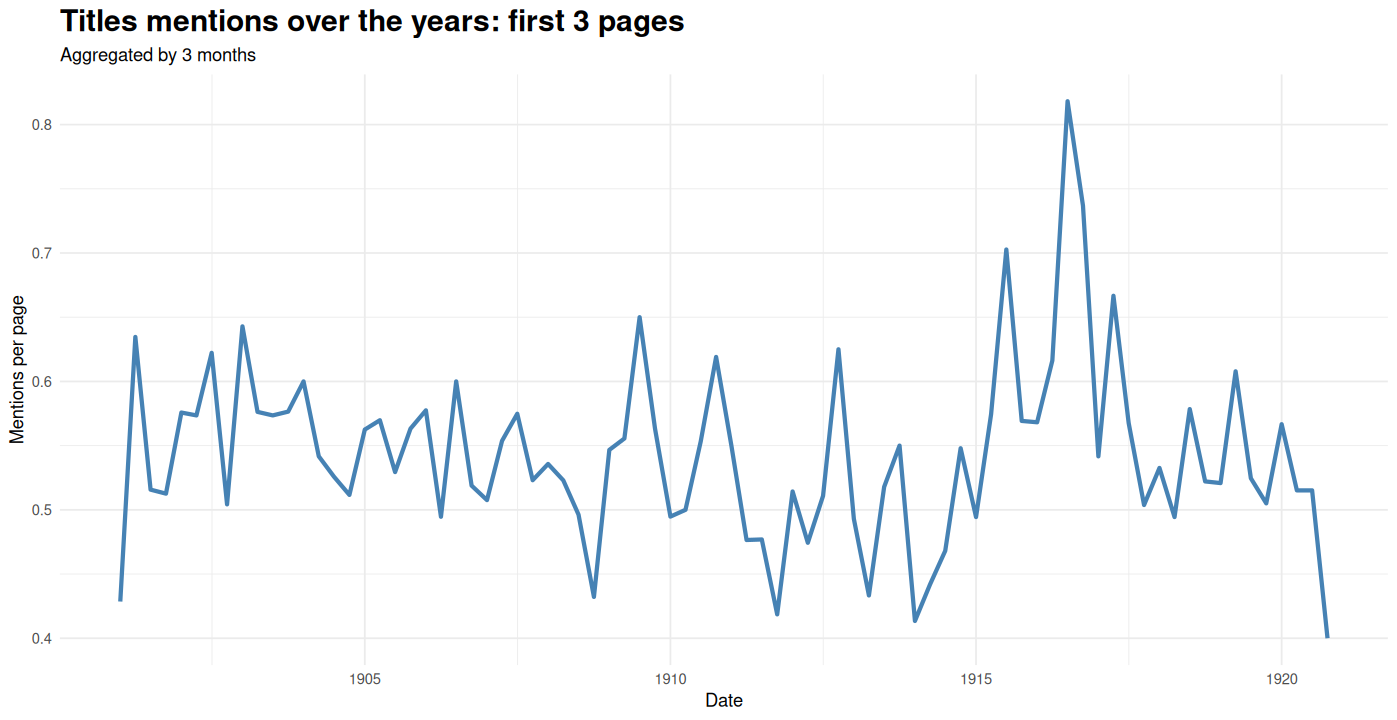 Titles mentions over the years: first 3 pages
Aggregated by 3 months
Mentions per page
0.8
0.7
0.6
0.5
0.4
1905 1910 1915 1920
Date